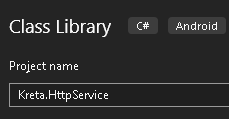 Class Library C# Android
Project name
Kreta.HttpService